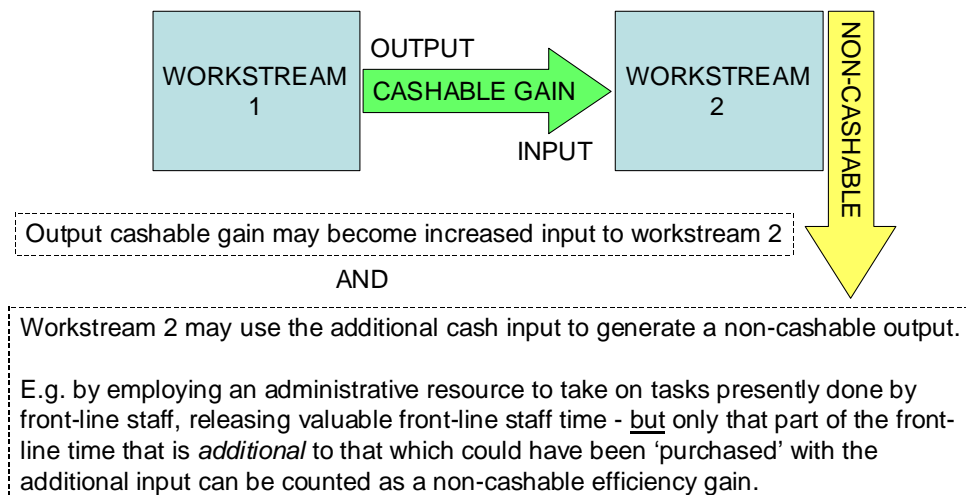 WORKSTREAM
1
OUTPUT
CASHABLE GAIN
INPUT
WORKSTREAM
2
NON-CASHABLE
Output cashable gain may become increased input to workstream 2
AND
Workstream 2 may use the additional cash input to generate a non-cashable output.
E.g. by employing an administrative resource to take on tasks presently done by
front-line staff, releasing valuable front-line staff time - but only that part of the front-
line time that is additional to that which could have been ‘purchased’ with the
additional input can be counted as a non-cashable efficiency gain.